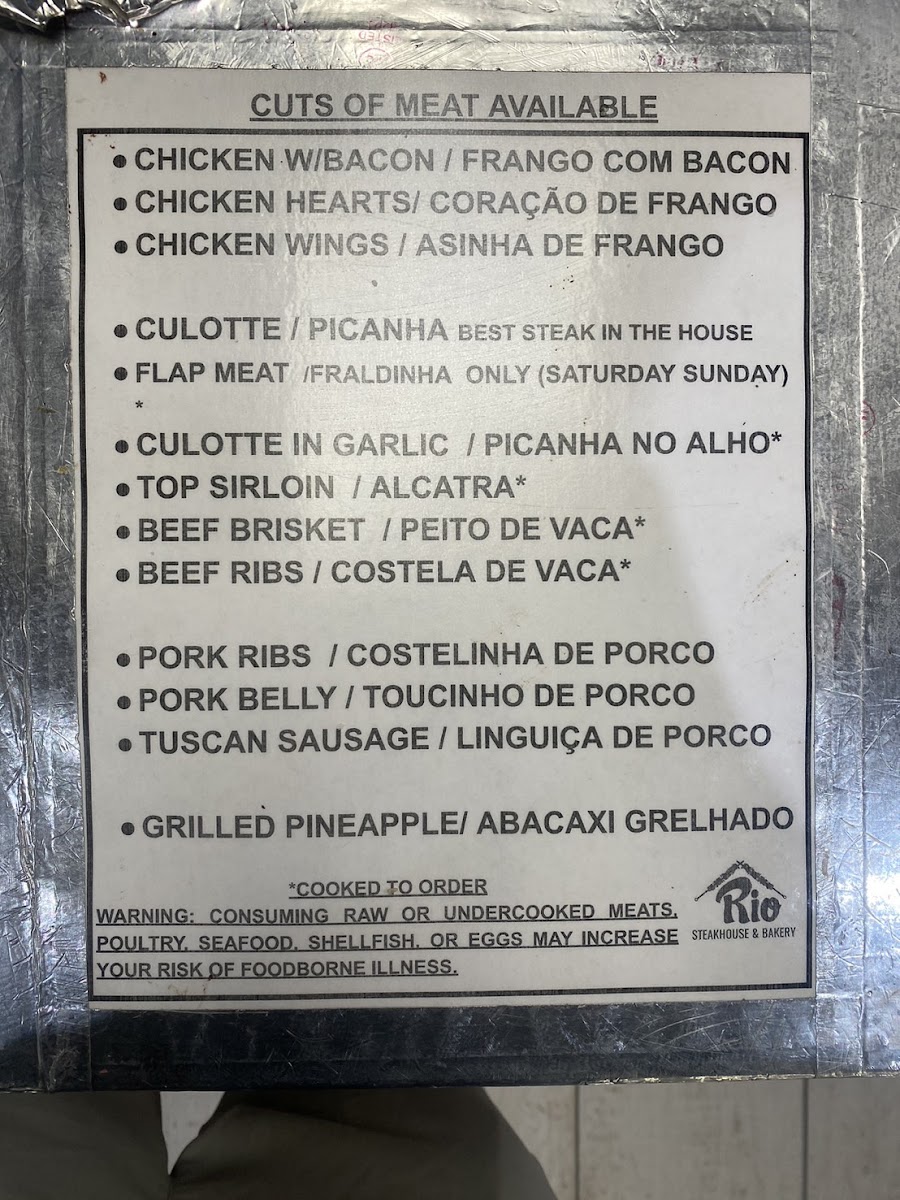 CUTS OF MEAT AVAILABLE
• CHICKEN W/BACON / FRANGO COM BACON
• CHICKEN HEARTS/ CORAÇÃO DE FRANGO
• CHICKEN WINGS / ASINHA DE FRANGO
• CULOTTE / PICANHA BEST STEAK IN THE HOUSE
• FLAP MEAT /FRALDINHA ONLY (SATURDAY SUNDAY)
*
• CULOTTE IN GARLIC / PICANHA NO ALHO*
• TOP SIRLOIN / ALCATRA*
• BEEF BRISKET / PEITO DE VACA*
• BEEF RIBS / COSTELA DE VACA*
• PORK RIBS / COSTELINHA DE PORCO
• PORK BELLY / TOUCINHO DE PORCO
• TUSCAN SAUSAGE / LINGUIÇA DE PORCO
• GRILLED PINEAPPLE/ ABACAXI GRELHADO
*COOKED TO ORDER
WARNING: CONSUMING RAW OR UNDERCOOKED MEATS,
POULTRY, SEAFOOD, SHELLFISH, OR EGGS MAY INCREASE
YOUR RISK OF FOODBORNE ILLNESS.
Rio
STEAKHOUSE & BAKERY